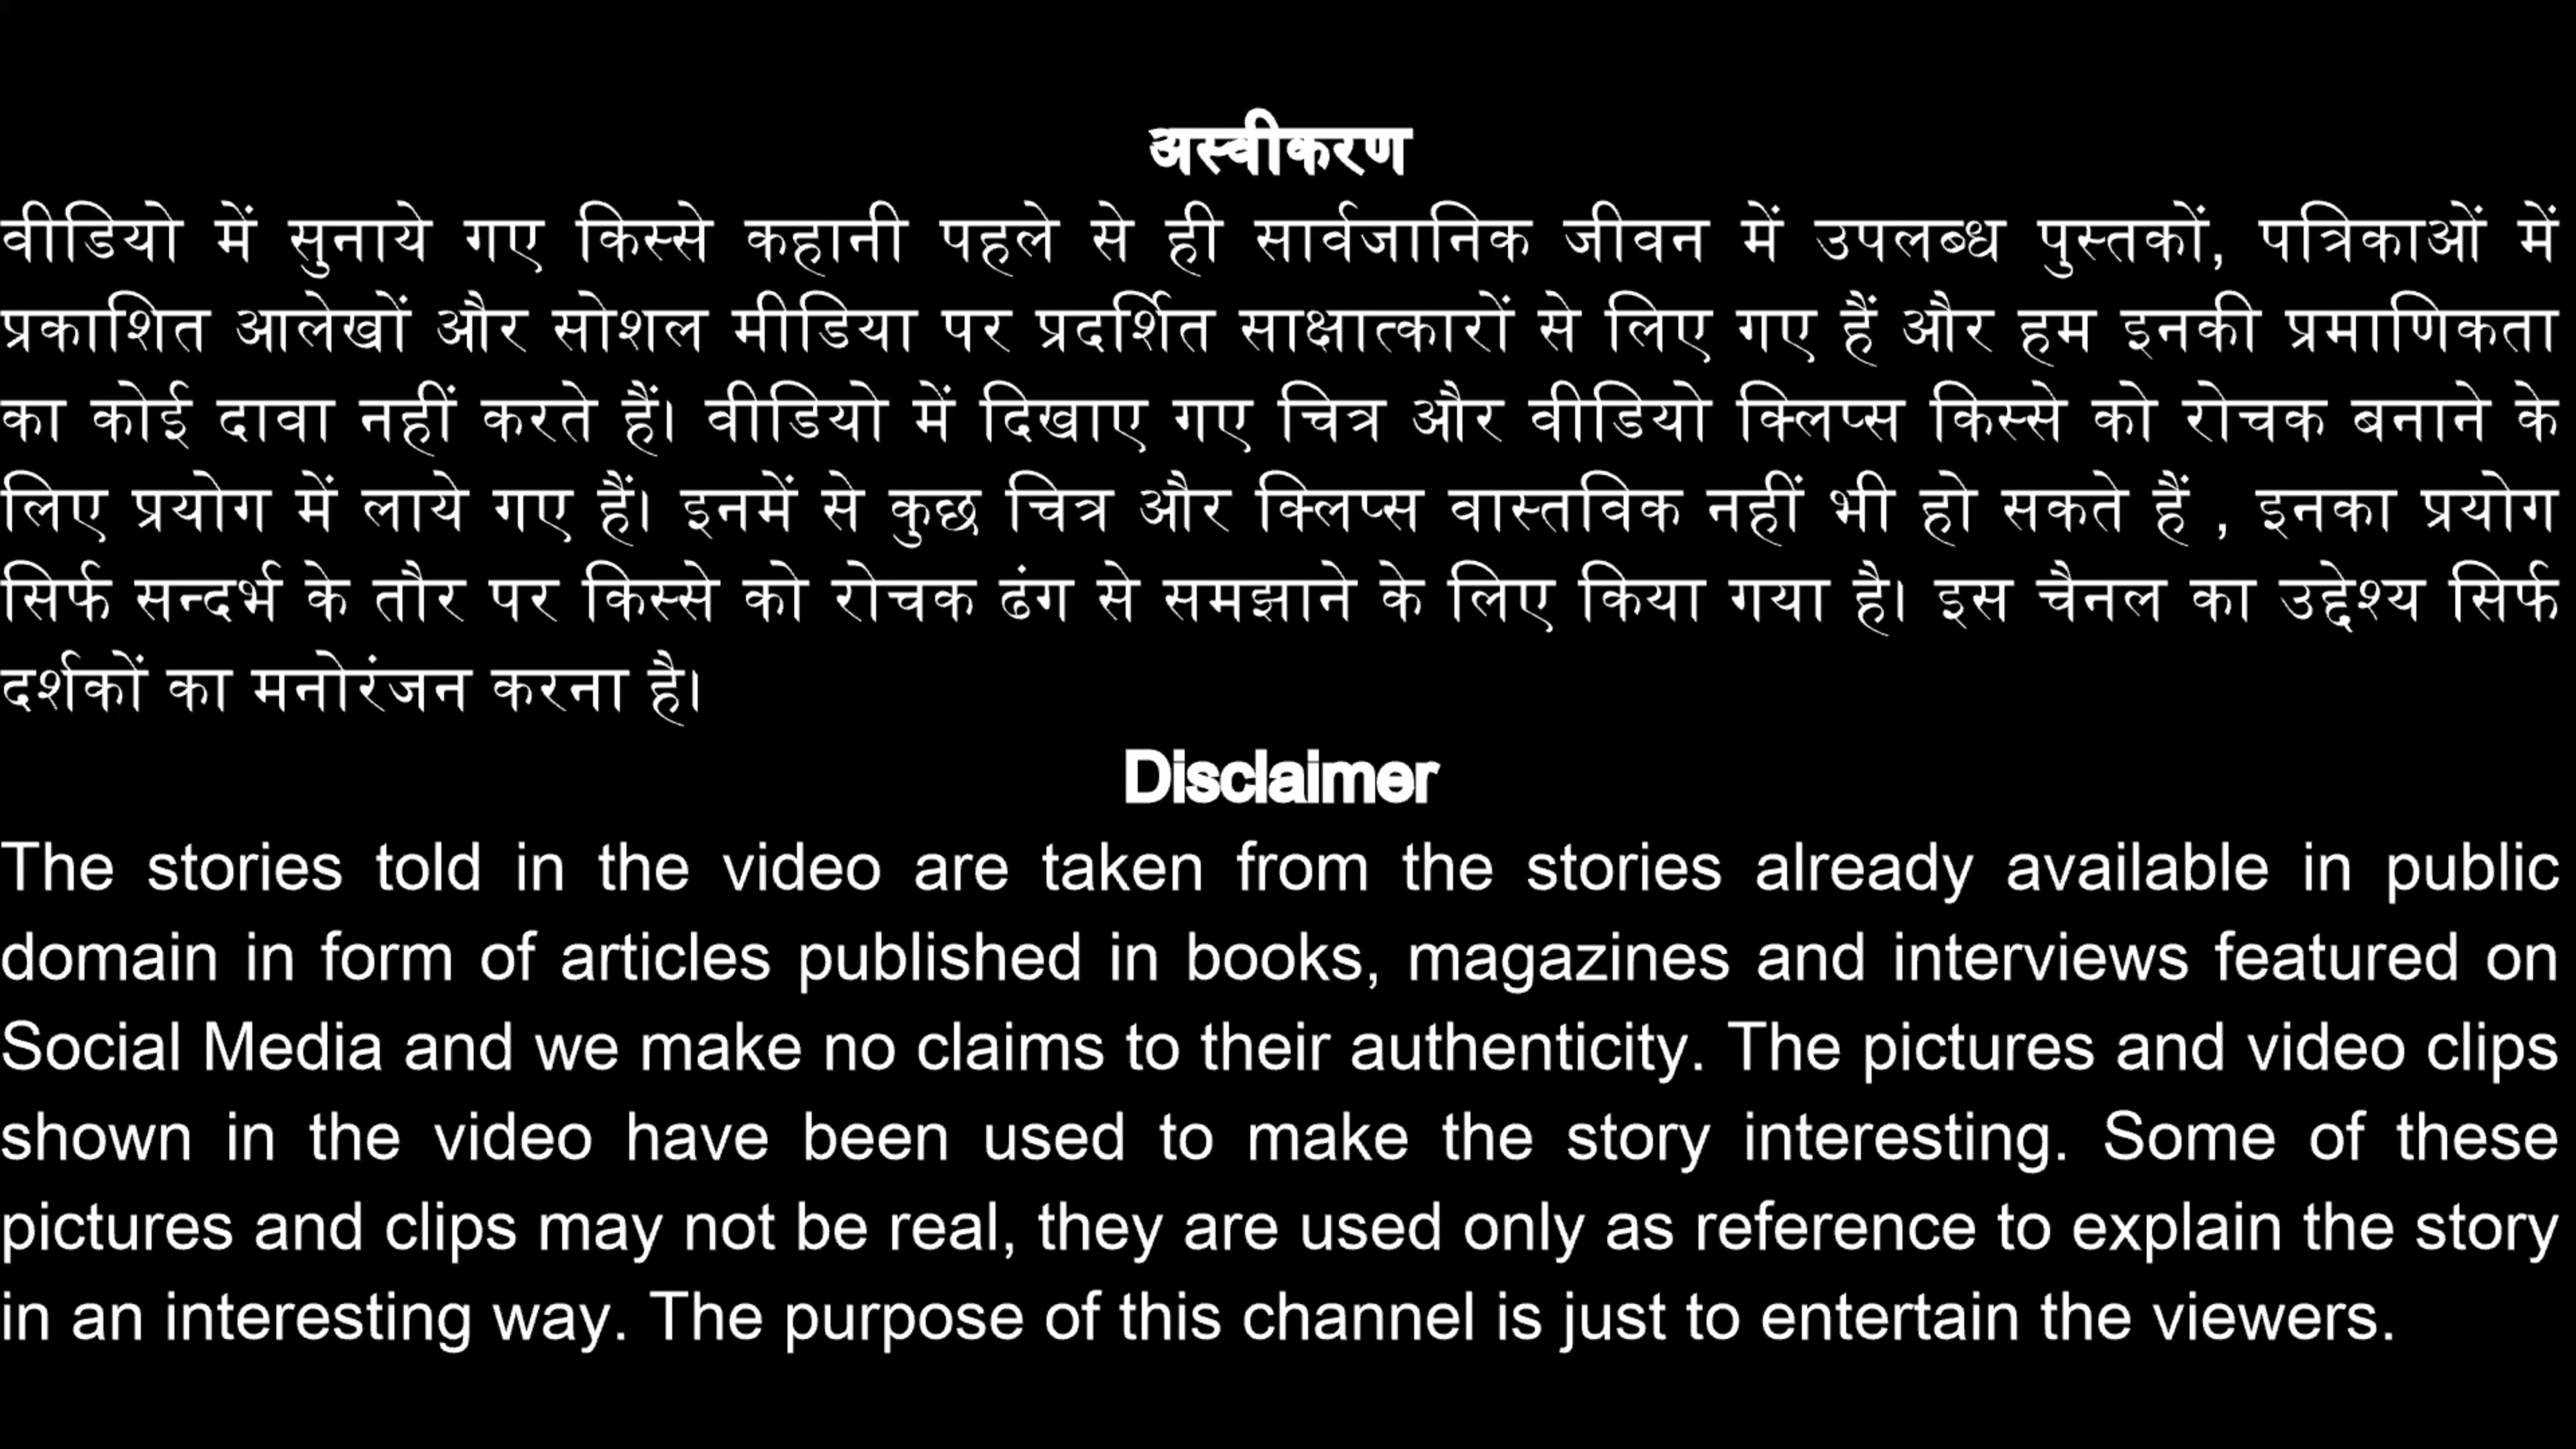 अस्वीकरण
वीडियो में सुनाये गए किस्से कहानी पहले से ही सार्वजानिक जीवन में उपलब्ध पुस्तकों, पत्रिकाओं में
प्रकाशित आलेखों और सोशल मीडिया पर प्रदर्शित साक्षात्कारों से लिए गए हैं और हम इनकी प्रमाणिकता
का कोई दावा नहीं करते हैं। वीडियो में दिखाए गए चित्र और वीडियो क्लिप्स किस्से को रोचक बनाने के
लिए प्रयोग में लाये गए हैं। इनमें से कुछ चित्र और क्लिप्स वास्तविक नहीं भी हो सकते हैं , इनका प्रयोग
सिर्फ सन्दर्भ के तौर पर किस्से को रोचक ढंग से समझाने के लिए किया गया है। इस चैनल का उद्देश्य सिर्फ
दर्शकों का मनोरंजन करना है।
Disclaimer
The stories told in the video are taken from the stories already available in public
domain in form of articles published in books, magazines and interviews featured on
Social Media and we make no claims to their authenticity. The pictures and video clips
shown in the video have been used to make the story interesting. Some of these
pictures and clips may not be real, they are used only as reference to explain the story
in an interesting way. The purpose of this channel is just to entertain the viewers.